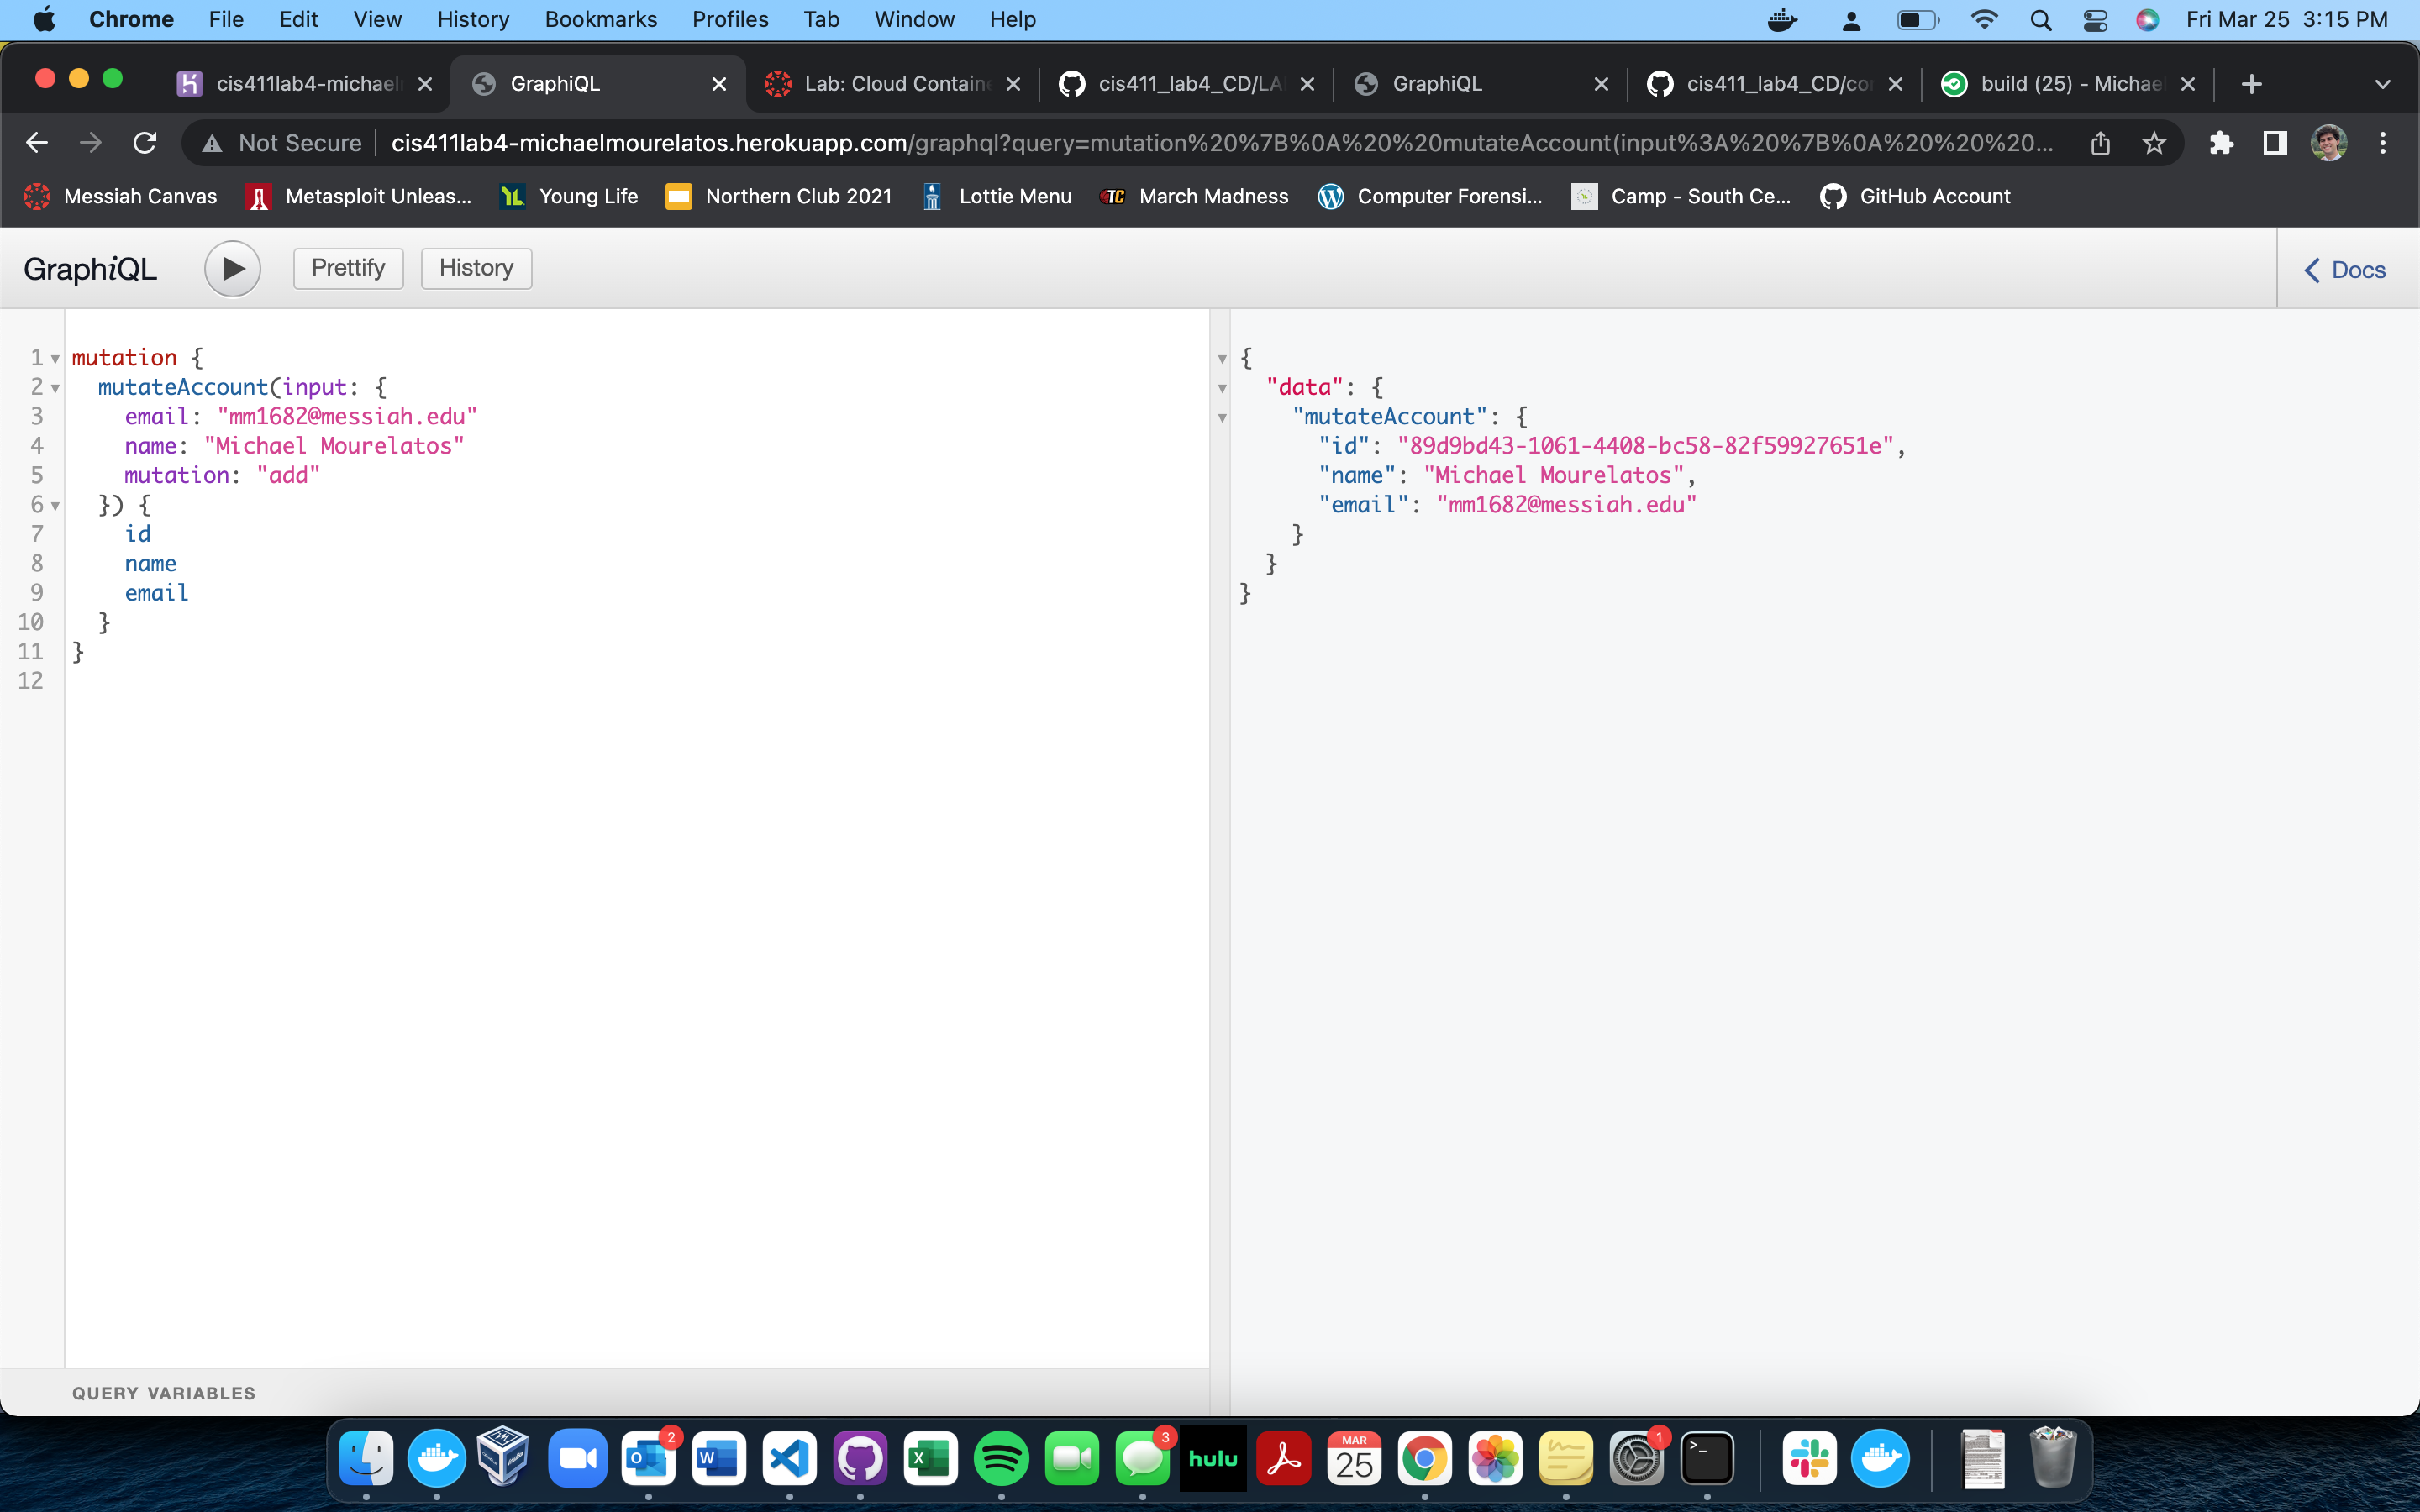 Chrome File Edit View History Bookmarks Profiles Tab Window Help Fri Mar 25 3:15 PM
cis411lab4-michael GraphiQL Lab: Cloud Containe cis411_lab4_CD/LA GraphiQL cis411_lab4_CD/co build (25) - Michael
Not Secure cis411lab4-michaelmourelatos.herokuapp.com/graphql?query=mutation%20%7B%0A%20%20mutateAccount(input%3A%20%7B%0A%20%20%20...
Messiah Canvas Metasploit Unleas... YL Young Life Northern Club 2021 Lottie Menu TC March Madness Computer Forensi... Camp - South Ce... GitHub Account
GraphiQL Prettify History Docs
1 mutation {
2 mutateAccount(input: {
3 email: "mm1682@messiah.edu"
4 name: "Michael Mourelatos"
5 mutation: "add"
6 }) {
7 id
8 name
9 email
10 }
11 }
12
{
"data": {
"mutateAccount": {
"id": "89d9bd43-1061-4408-bc58-82f59927651e",
"name": "Michael Mourelatos",
"email": "mm1682@messiah.edu"
}
}
}
QUERY VARIABLES
2 3 hulu MAR 25 1